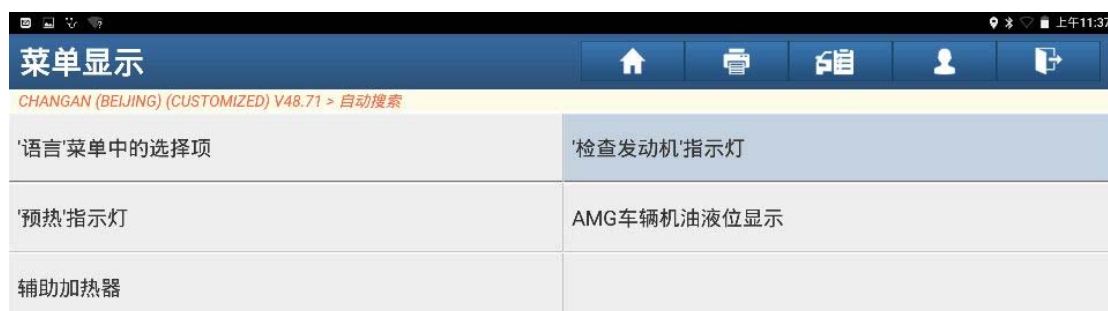 上午11:37
菜单显示
CHANGAN (BEIJING) (CUSTOMIZED) V48.71 > 自动搜索
'语言'菜单中的选择项
'检查发动机'指示灯
'预热'指示灯
AMG车辆机油液位显示
辅助加热器